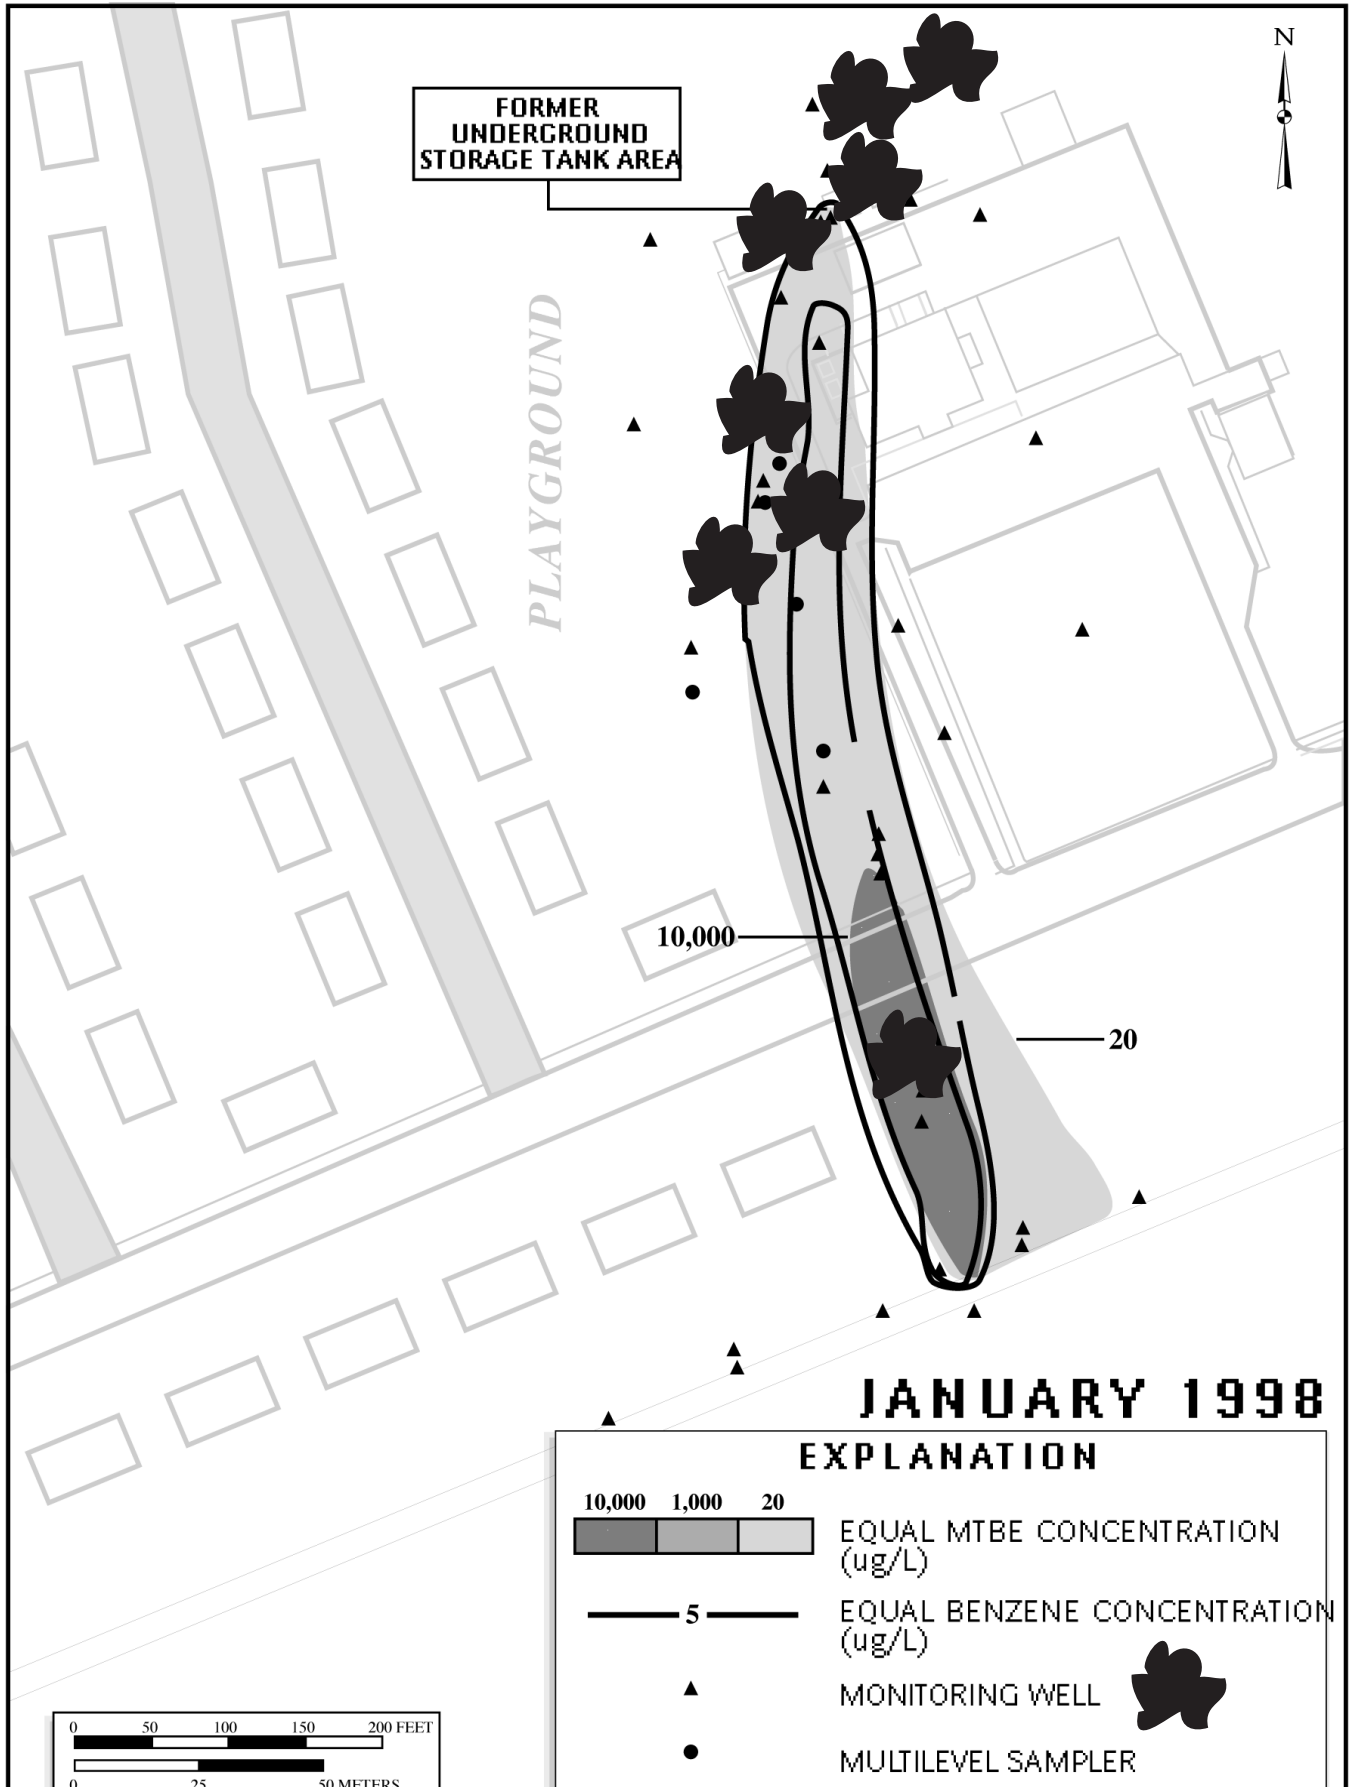 N
FORMER
UNDERGROUND
STORAGE TANK AREA
PLAYGROUND
10,000
20
JANUARY 1998
EXPLANATION
10,000 1,000 20
EQUAL MTBE CONCENTRATION
(ug/L)
5
EQUAL BENZENE CONCENTRATION
(ug/L)
MONITORING WELL
MULTILEVEL SAMPLER
0 50 100 150 200 FEET
0 25 50 METERS